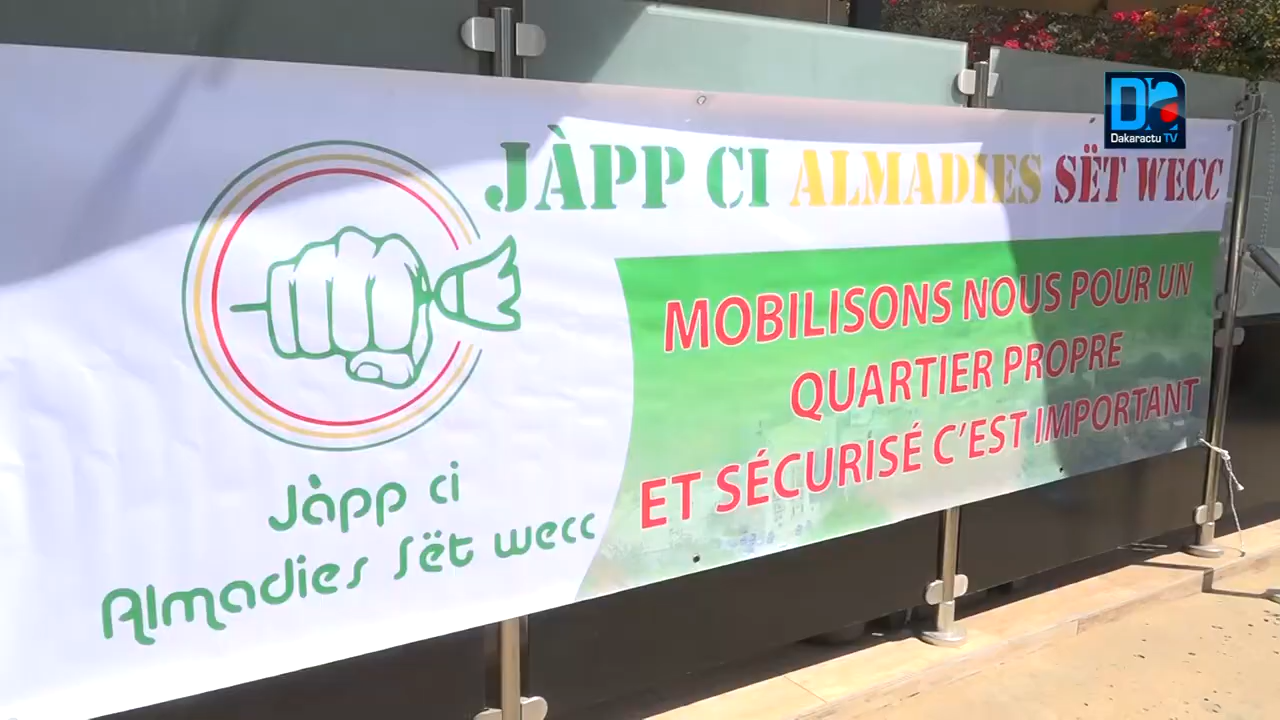 Dakaractu TV
JÀPP CI ALMADIES SËT WECC
MOBILISONS NOUS POUR UN
QUARTIER PROPRE
ET SÉCURISÉ C'EST IMPORTANT
Jàpp ci
Almadies Sët wecc